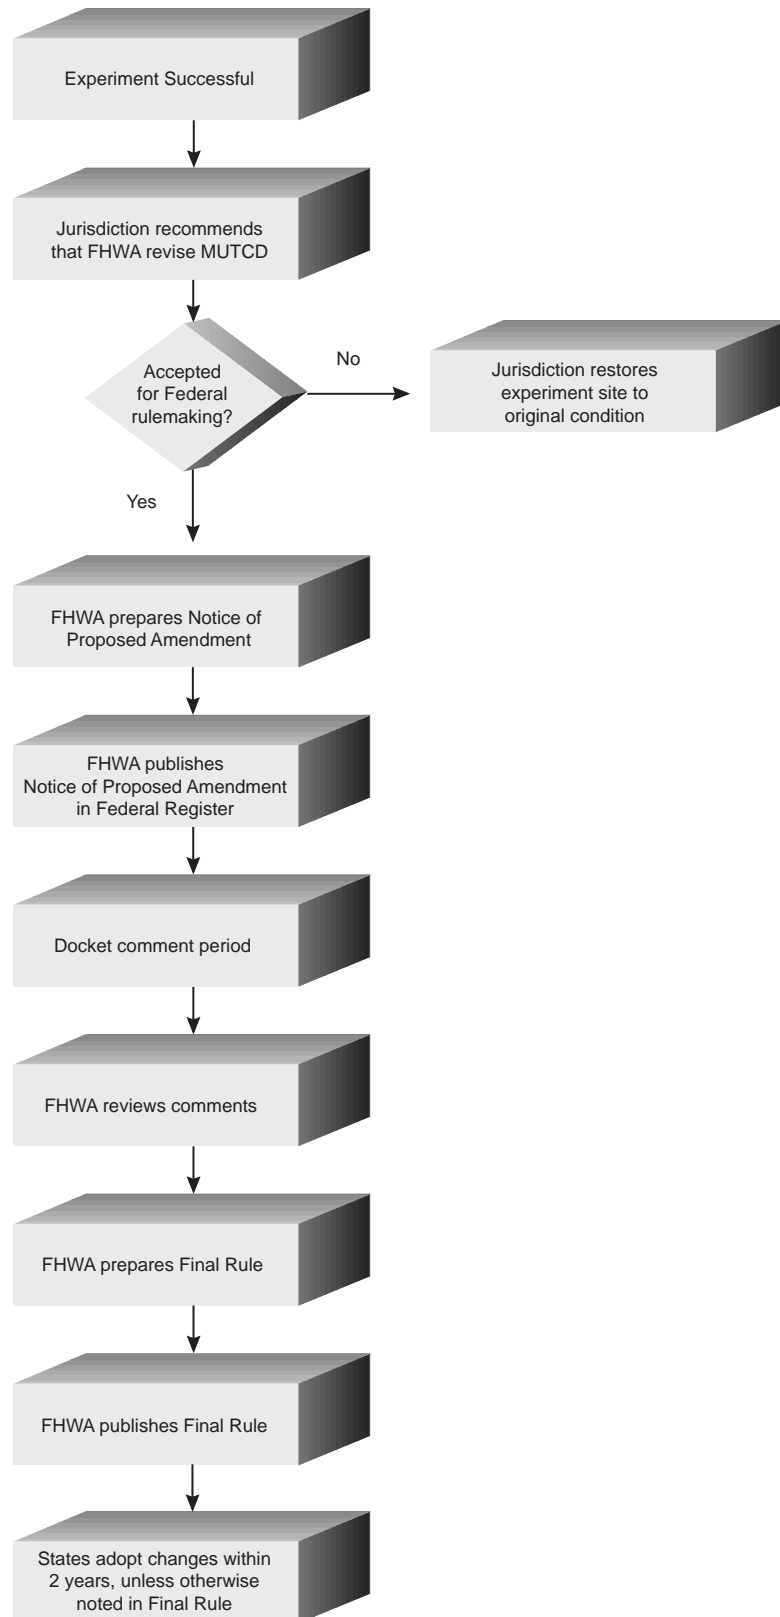 Experiment Successful
Jurisdiction recommends
that FHWA revise MUTCD
Accepted
for Federal
rulemaking?
No
Jurisdiction restores
experiment site to
original condition
Yes
FHWA prepares Notice of
Proposed Amendment
FHWA publishes
Notice of Proposed Amendment
in Federal Register
Docket comment period
FHWA reviews comments
FHWA prepares Final Rule
FHWA publishes Final Rule
States adopt changes within
2 years, unless otherwise
noted in Final Rule